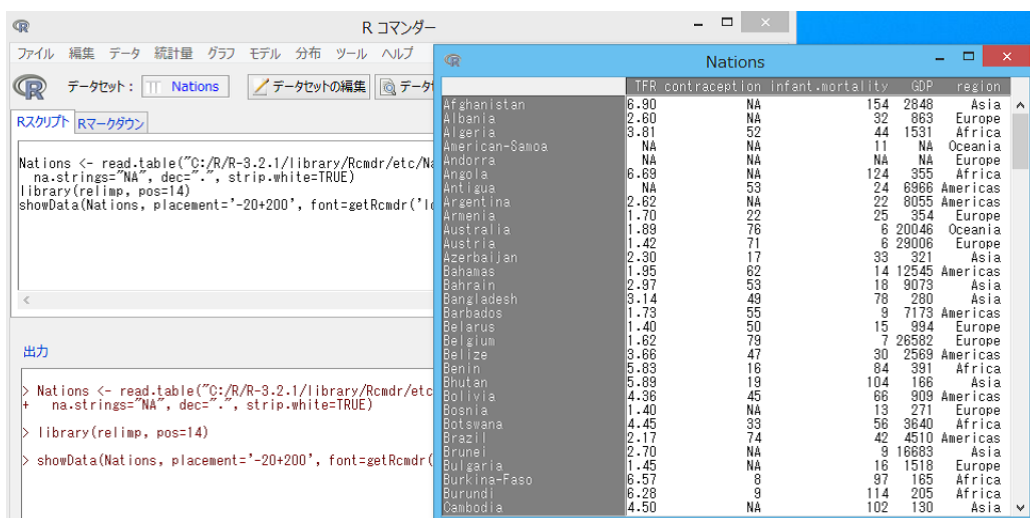 R コマンダー
ファイル 編集 データ 統計量 グラフ モデル 分布 ツール ヘルプ
データセット: Nations データセットの編集
Rスクリプト Rマークダウン
Nations <- read.table("C:/R/R-3.2.1/library/Rcmdr/etc/Na
na.strings="NA", dec=".", strip.white=TRUE)
library(relimp, pos=14)
showData(Nations, placement='-20+200', font=getRcmdr('lo
出力
> Nations <- read.table("C:/R/R-3.2.1/library/Rcmdr/etc
+ na.strings="NA", dec=".", strip.white=TRUE)
> library(relimp, pos=14)
> showData(Nations, placement='-20+200', font=getRcmdr(
Nations
TFR contraception infant.mortality GDP region
Afghanistan 6.90 NA 154 2848 Asia
Albania 2.60 NA 32 863 Europe
Algeria 3.81 52 44 1531 Africa
American-Samoa NA NA 11 NA Oceania
Andorra NA NA NA NA Europe
Angola 6.69 NA 124 355 Africa
Antigua NA 53 24 6966 Americas
Argentina 2.62 NA 22 8055 Americas
Armenia 1.70 22 25 354 Europe
Australia 1.89 76 6 20046 Oceania
Austria 1.42 71 6 29006 Europe
Azerbaijan 2.30 17 33 321 Asia
Bahamas 1.95 62 14 12545 Americas
Bahrain 2.97 53 18 9073 Asia
Bangladesh 3.14 49 78 280 Asia
Barbados 1.73 55 9 7173 Americas
Belarus 1.40 50 15 994 Europe
Belgium 1.62 79 7 26582 Europe
Belize 3.66 47 30 2569 Americas
Benin 5.83 16 84 391 Africa
Bhutan 5.89 19 104 166 Asia
Bolivia 4.36 45 66 909 Americas
Bosnia 1.40 NA 13 271 Europe
Botswana 4.45 33 56 3640 Africa
Brazil 2.17 74 42 4510 Americas
Brunei 2.70 NA 9 16683 Asia
Bulgaria 1.45 NA 16 1518 Europe
Burkina-Faso 6.57 8 97 165 Africa
Burundi 6.28 9 114 205 Africa
Cambodia 4.50 NA 102 130 Asia